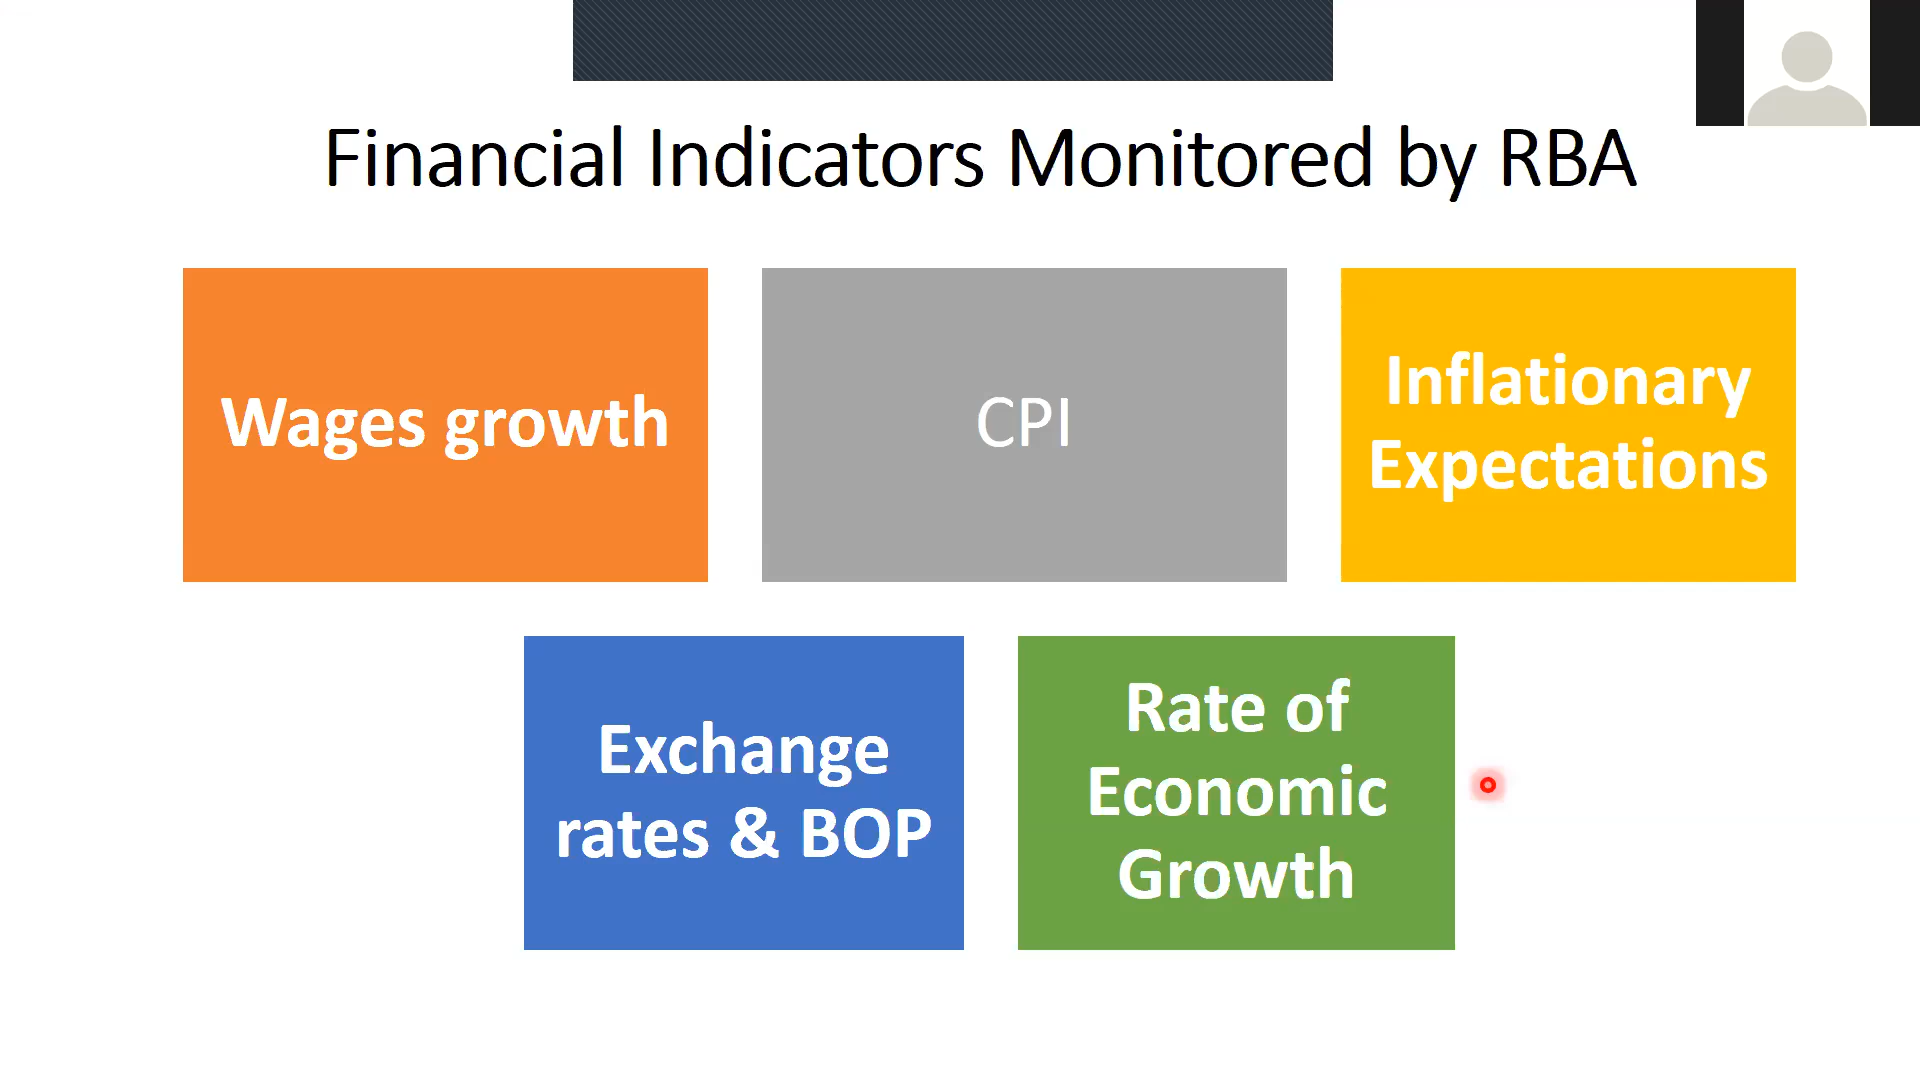 Financial Indicators Monitored by RBA
Wages growth
CPI
Inflationary
Expectations
Exchange
rates & BOP
Rate of
Economic
Growth